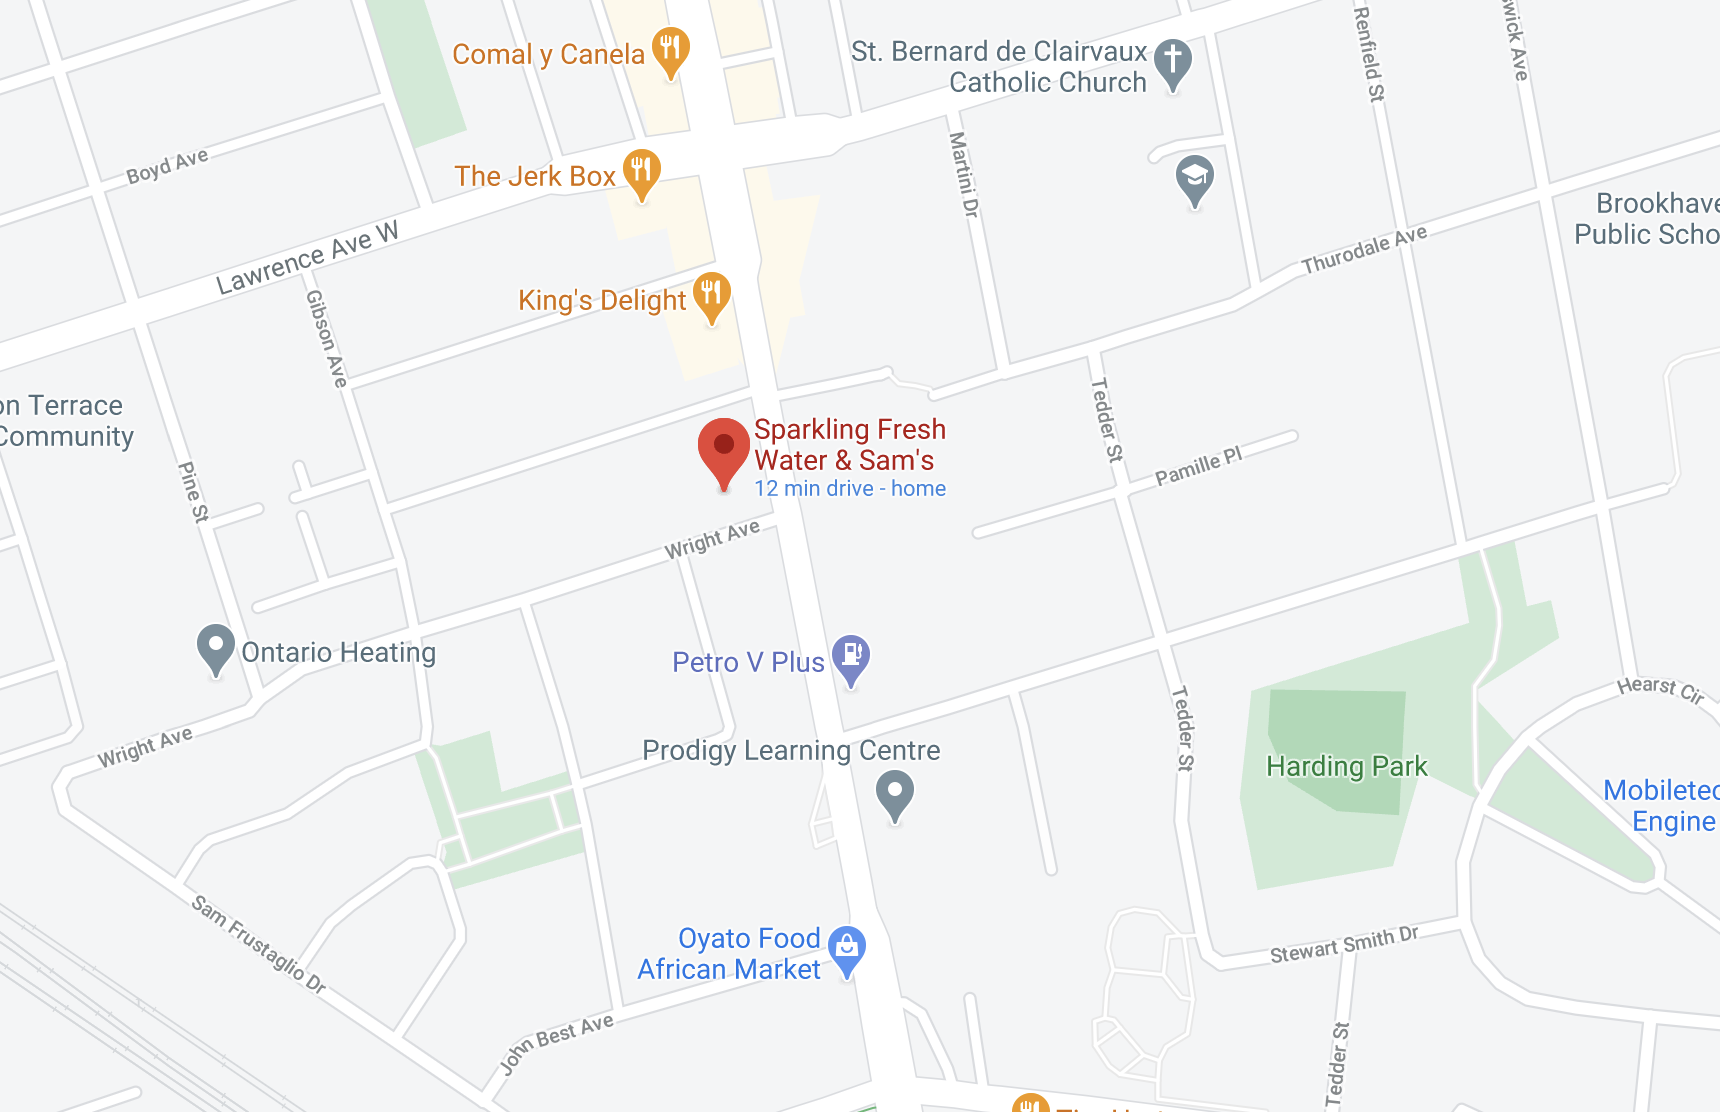 Comal y Canela
St. Bernard de Clairvaux
Catholic Church
Renfield St
swick Ave
Boyd Ave
The Jerk Box
Martini Dr
Brookhave
Public Scho
Lawrence Ave W
Thurodale Ave
Gibson Ave
King's Delight
on Terrace
Community
Sparkling Fresh
Water & Sam's
12 min drive - home
Tedder St
Pamille Pl
Pine St
Wright Ave
Ontario Heating
Petro V Plus
Hearst Cir
Tedder St
Wright Ave
Prodigy Learning Centre
Harding Park
Mobiletec
Engine
Sam Frustaglio Dr
Oyato Food
African Market
Stewart Smith Dr
John Best Ave
Tedder St